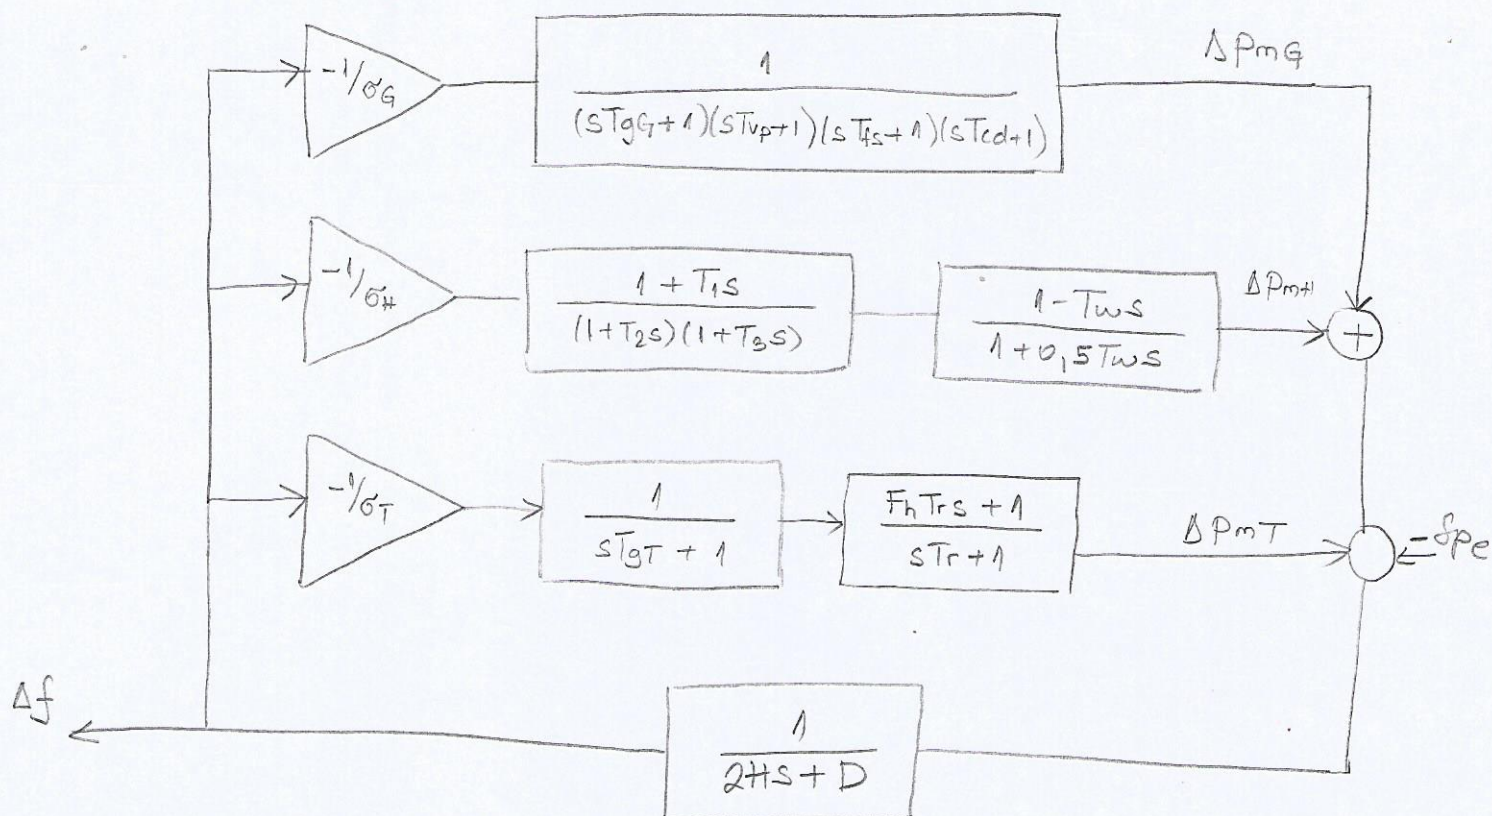 -1/σG
1
(sTgG+1)(sTvp+1)(sTfs+1)(sTcd+1)
ΔPmG
-1/σH
1+T1s
(1+T2s)(1+T3s)
1-Tws
1+0,5Tws
ΔPmH
+
-1/σT
1
sTgT+1
FhTrs+1
sTr+1
ΔPmT
-δpe
Δf
1
2Hs+D